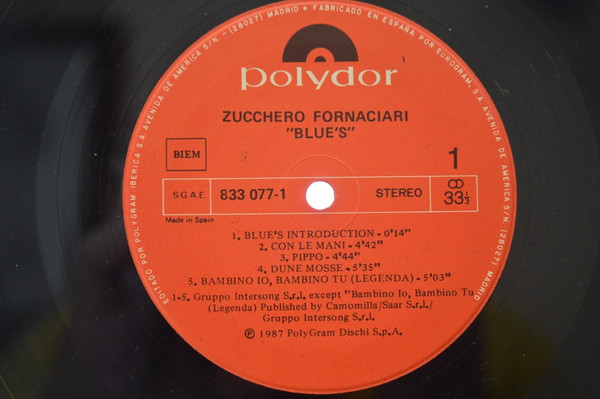 EDITADO POR POLYGRAM IBERICA S/A AVENIDA DE AMERICA S/N.- (28027) MADRID ★ FABRICADO EN ESPAÑA POR EUROGRAM, S.A. AVENIDA DE AMERICA S/N (28027) MADRID
polydor
ZUCCHERO FORNACIARI
"BLUE'S"
BIEM
1
S.G.A.E.
833 077-1
STEREO
33⅓
Made in Spain
1. BLUE'S INTRODUCTION - 0'14"
2. CON LE MANI - 4'42"
3. PIPPO - 4'44"
4. DUNE MOSSE - 5'35"
5. BAMBINO IO, BAMBINO TU (LEGENDA) - 5'03"
1-5. Gruppo Intersong S.r.l. except "Bambino Io, Bambino Tu
(Legenda) Published by Camomilla/Saar S.r.l./
Gruppo Intersong S.r.l.
℗ 1987 PolyGram Dischi S.p.A.